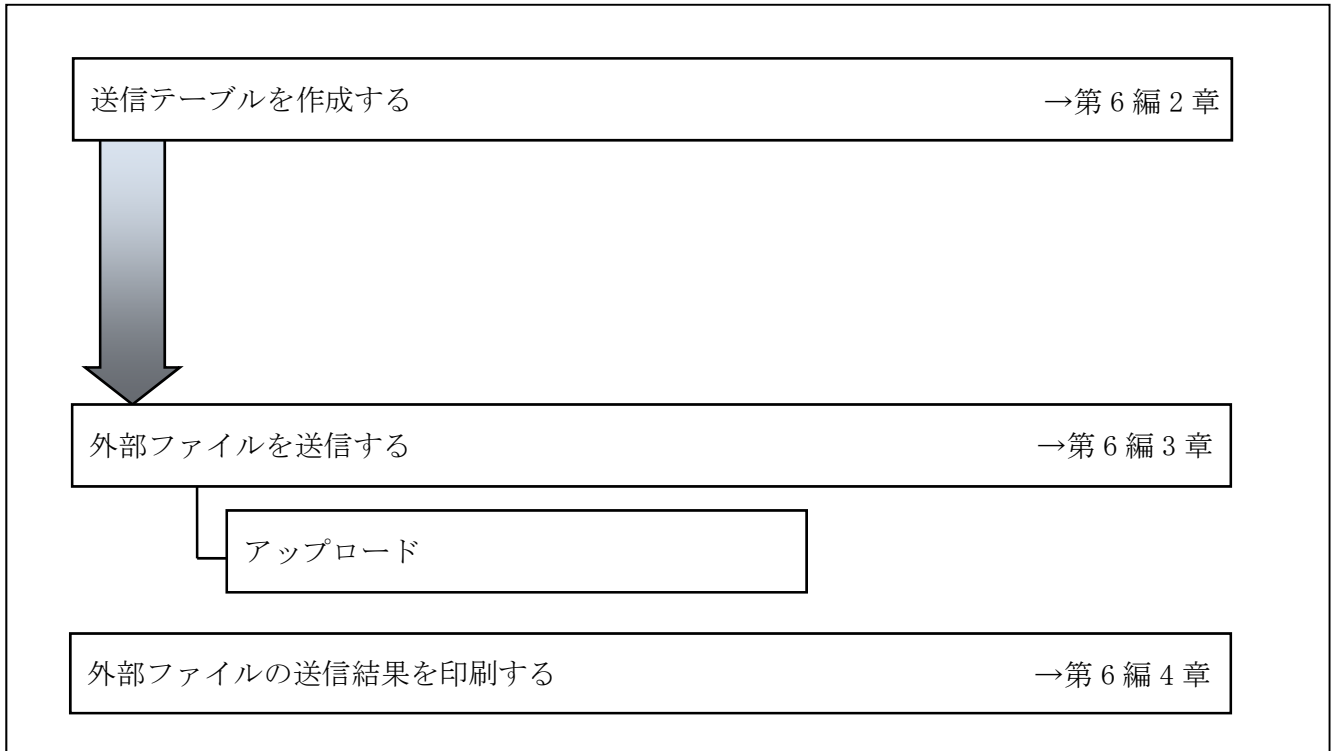 送信テーブルを作成する →第6編2章
外部ファイルを送信する →第6編3章
アップロード
外部ファイルの送信結果を印刷する →第6編4章